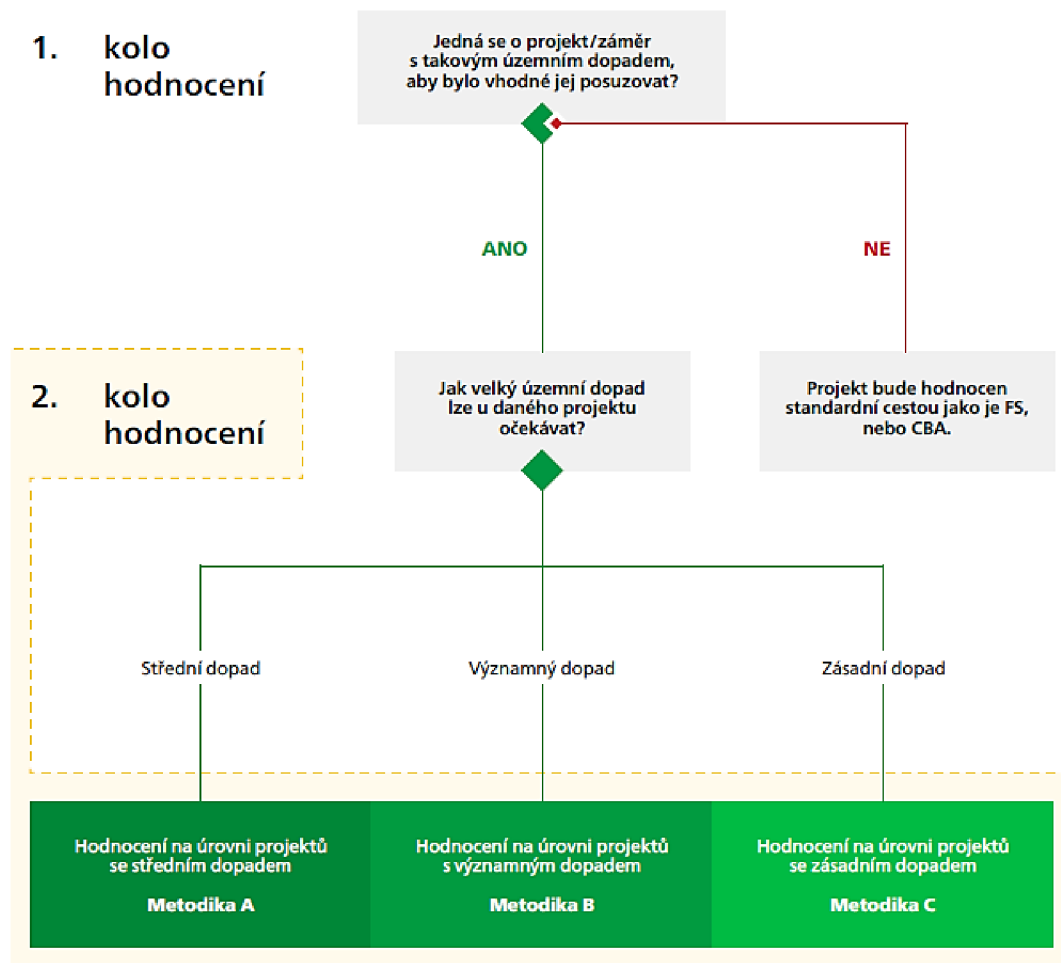 1. kolo
hodnocení
Jedná se o projekt/záměr
s takovým územním dopadem,
aby bylo vhodné jej posuzovat?
ANO
NE
2. kolo
hodnocení
Jak velký územní dopad
lze u daného projektu
očekávat?
Projekt bude hodnocen
standardní cestou jako je FS,
nebo CBA.
Střední dopad
Významný dopad
Zásadní dopad
Hodnocení na úrovni projektů
se středním dopadem
Metodika A
Hodnocení na úrovni projektů
s významným dopadem
Metodika B
Hodnocení na úrovni projektů
se zásadním dopadem
Metodika C